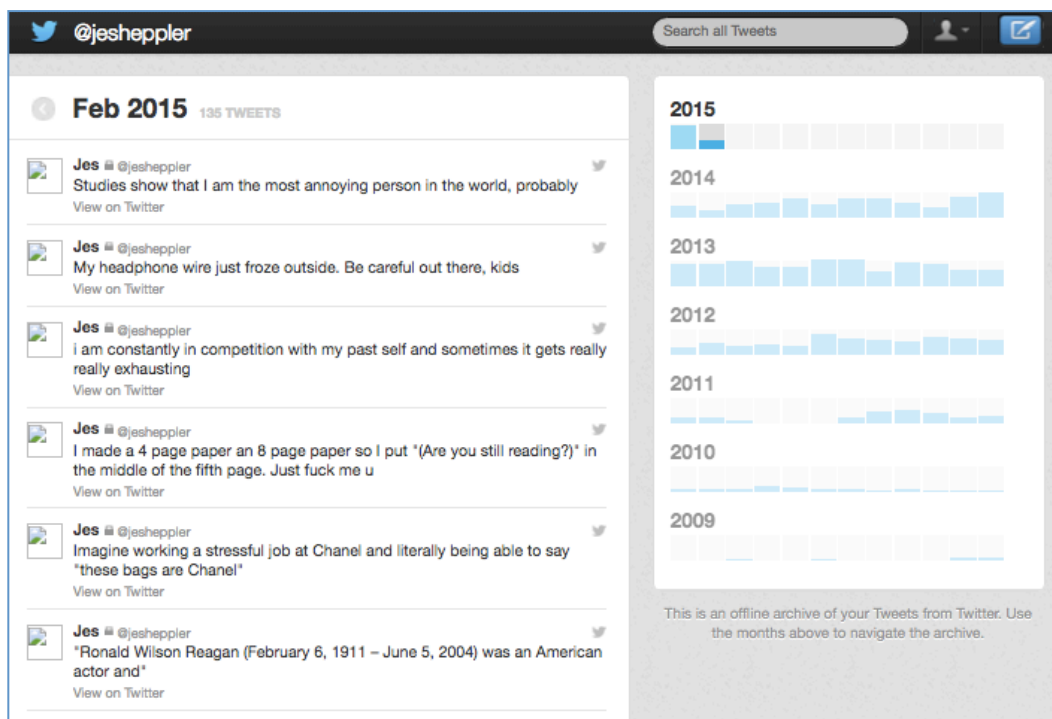 @jesheppler
Search all Tweets
Feb 2015 135 TWEETS
Jes @jesheppler
Studies show that I am the most annoying person in the world, probably
View on Twitter
Jes @jesheppler
My headphone wire just froze outside. Be careful out there, kids
View on Twitter
Jes @jesheppler
i am constantly in competition with my past self and sometimes it gets really
really exhausting
View on Twitter
Jes @jesheppler
I made a 4 page paper an 8 page paper so I put "(Are you still reading?)" in
the middle of the fifth page. Just fuck me u
View on Twitter
Jes @jesheppler
Imagine working a stressful job at Chanel and literally being able to say
"these bags are Chanel"
View on Twitter
Jes @jesheppler
"Ronald Wilson Reagan (February 6, 1911 – June 5, 2004) was an American
actor and"
View on Twitter
2015
2014
2013
2012
2011
2010
2009
This is an offline archive of your Tweets from Twitter. Use
the months above to navigate the archive.